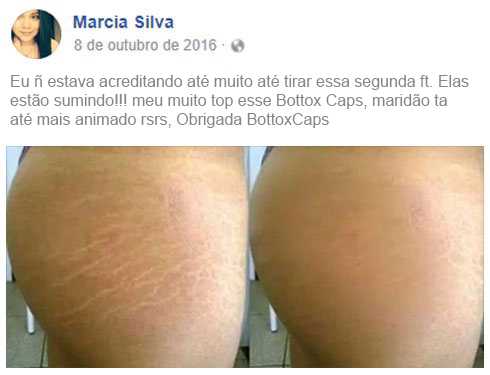 Marcia Silva
8 de outubro de 2016 ·
Eu ñ estava acreditando até muito até tirar essa segunda ft. Elas
estão sumindo!!! meu muito top esse Bottox Caps, maridão ta
até mais animado rsrs, Obrigada BottoxCaps